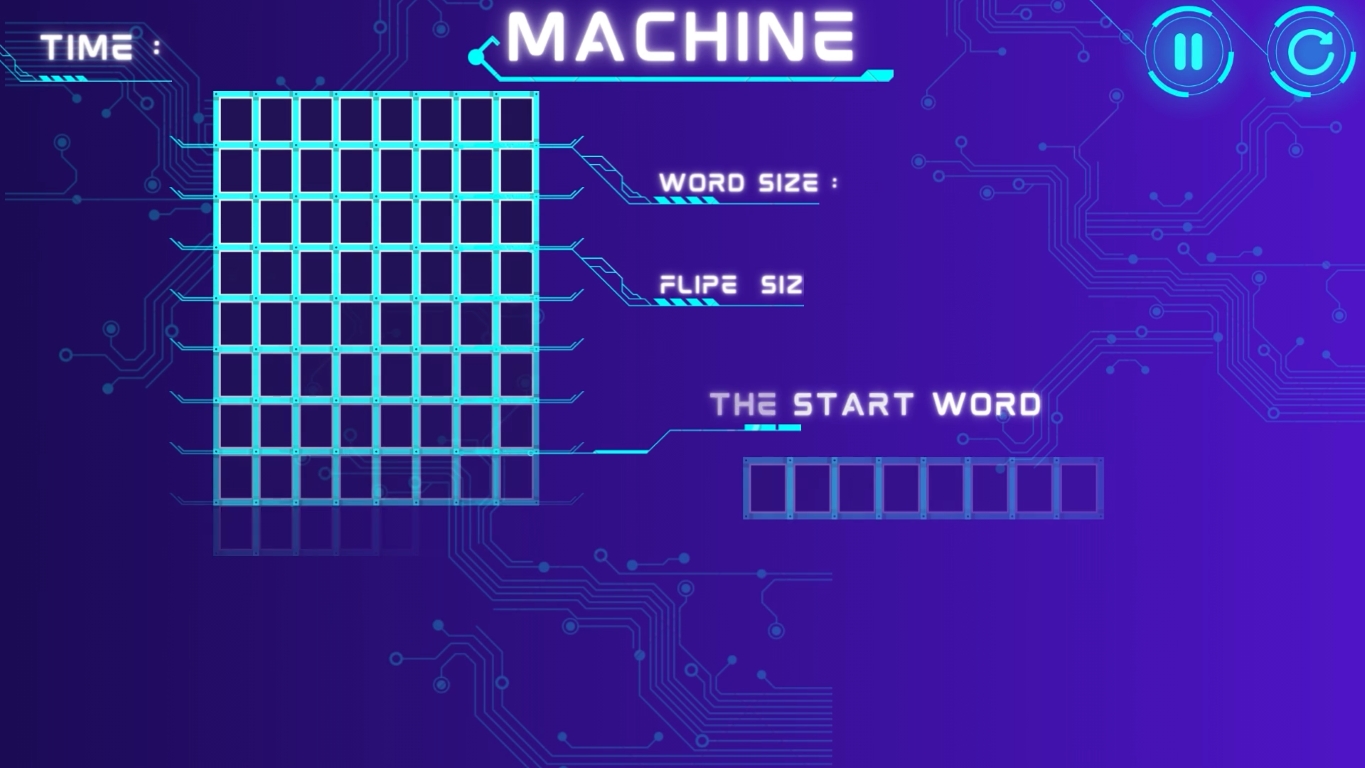 MACHINE
TIME :
WORD SIZE :
FLIPE SIZ
THE START WORD